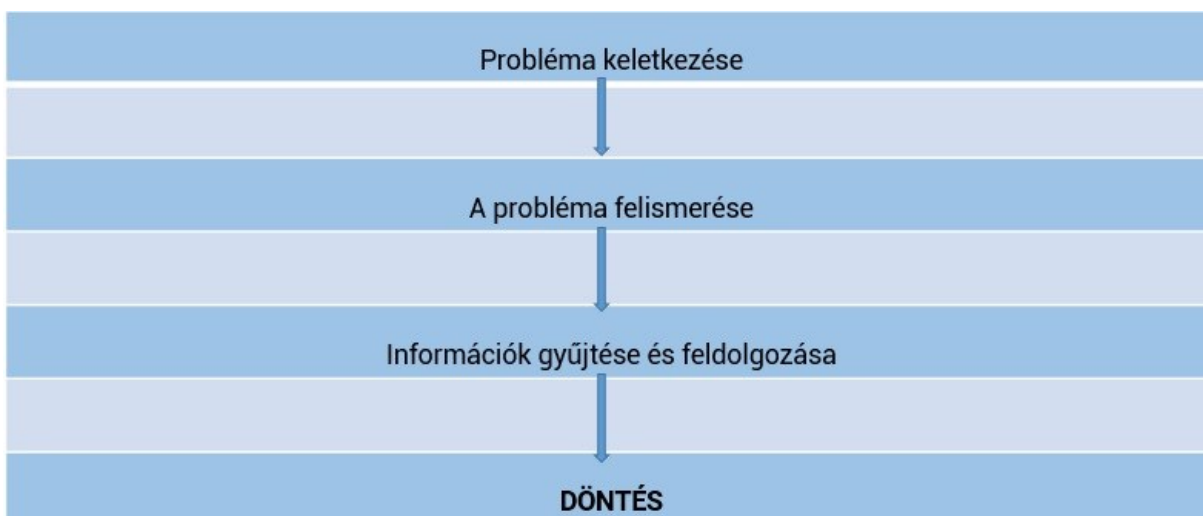 Probléma keletkezése
A probléma felismerése
Információk gyűjtése és feldolgozása
DÖNTÉS